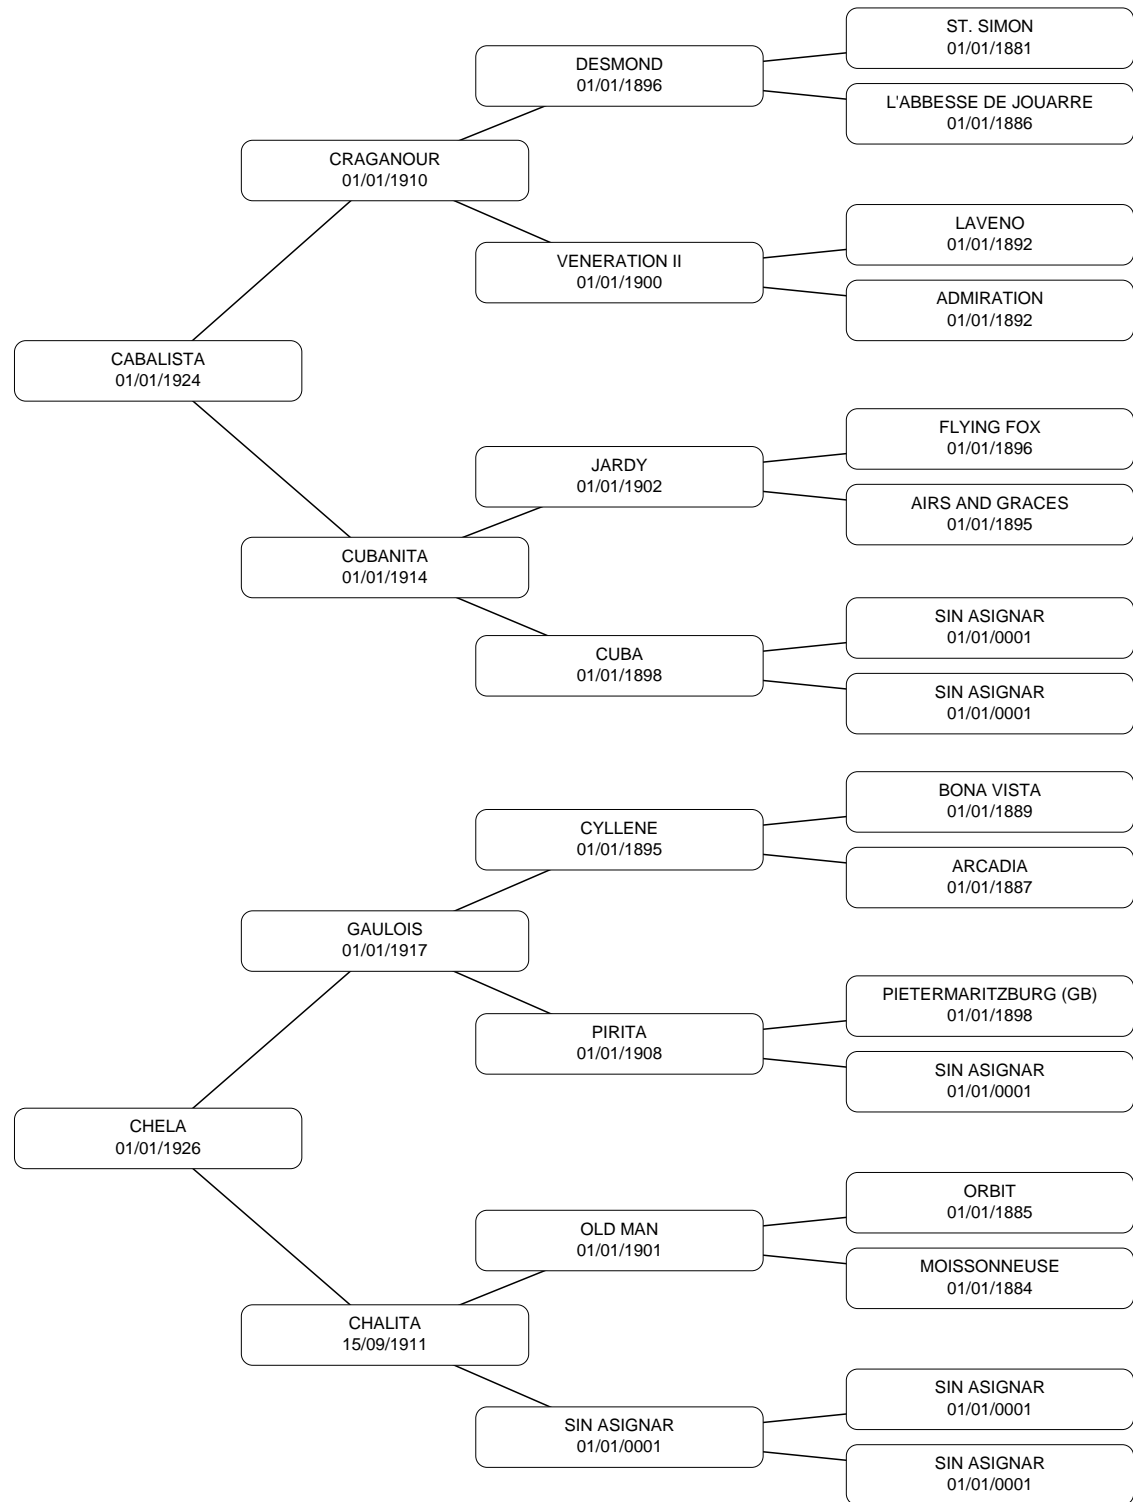 ST. SIMON
01/01/1881
DESMOND
01/01/1896
L'ABBESSE DE JOUARRE
01/01/1886
CRAGANOUR
01/01/1910
LAVENO
01/01/1892
VENERATION II
01/01/1900
ADMIRATION
01/01/1892
CABALISTA
01/01/1924
FLYING FOX
01/01/1896
JARDY
01/01/1902
AIRS AND GRACES
01/01/1895
CUBANITA
01/01/1914
SIN ASIGNAR
01/01/0001
CUBA
01/01/1898
SIN ASIGNAR
01/01/0001
BONA VISTA
01/01/1889
CYLLENE
01/01/1895
ARCADIA
01/01/1887
GAULOIS
01/01/1917
PIETERMARITZBURG (GB)
01/01/1898
PIRITA
01/01/1908
SIN ASIGNAR
01/01/0001
CHELA
01/01/1926
ORBIT
01/01/1885
OLD MAN
01/01/1901
MOISSONNEUSE
01/01/1884
CHALITA
15/09/1911
SIN ASIGNAR
01/01/0001
SIN ASIGNAR
01/01/0001
SIN ASIGNAR
01/01/0001